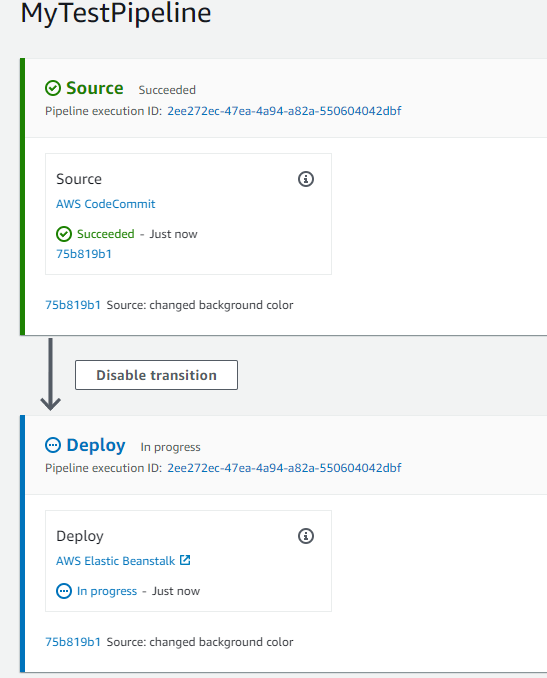 MyTestPipeline
Source Succeeded
Pipeline execution ID: 2ee272ec-47ea-4a94-a82a-550604042dbf
Source
AWS CodeCommit
Succeeded - Just now
75b819b1
75b819b1 Source: changed background color
Disable transition
Deploy In progress
Pipeline execution ID: 2ee272ec-47ea-4a94-a82a-550604042dbf
Deploy
AWS Elastic Beanstalk
In progress - Just now
75b819b1 Source: changed background color